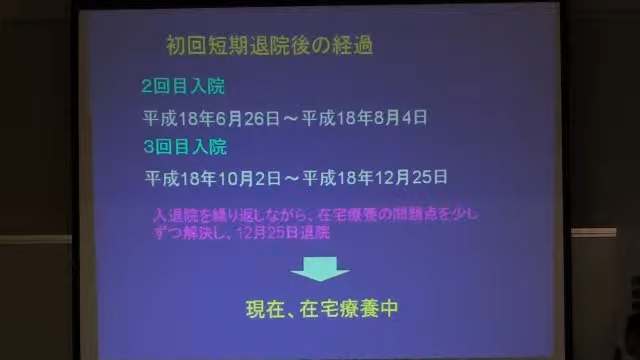 初回短期退院後の経過
2回目入院
平成18年6月26日～平成18年8月4日
3回目入院
平成18年10月2日～平成18年12月25日
入退院を繰り返しながら、在宅療養の問題点を少し
ずつ解決し、12月25日退院
現在、在宅療養中